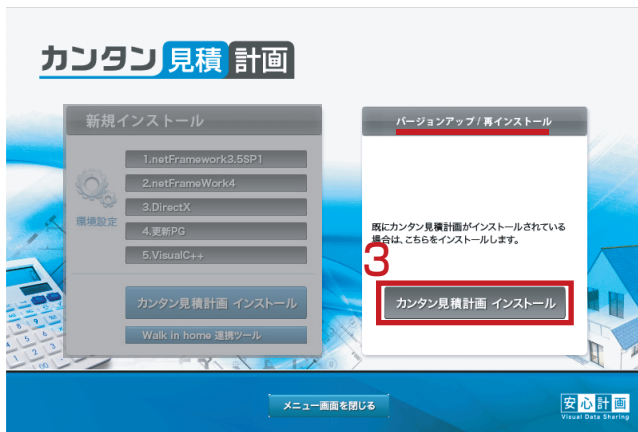 カンタン見積計画
新規インストール
環境設定
1.netFramework3.5SP1
2.netFrameWork4
3.DirectX
4.更新PG
5.VisualC++
カンタン見積計画 インストール
Walk in home 連携ツール
バージョンアップ / 再インストール
既にカンタン見積計画がインストールされている
場合は、こちらをインストールします。
3
カンタン見積計画 インストール
メニュー画面を閉じる
安心計画
Visual Data Sharing